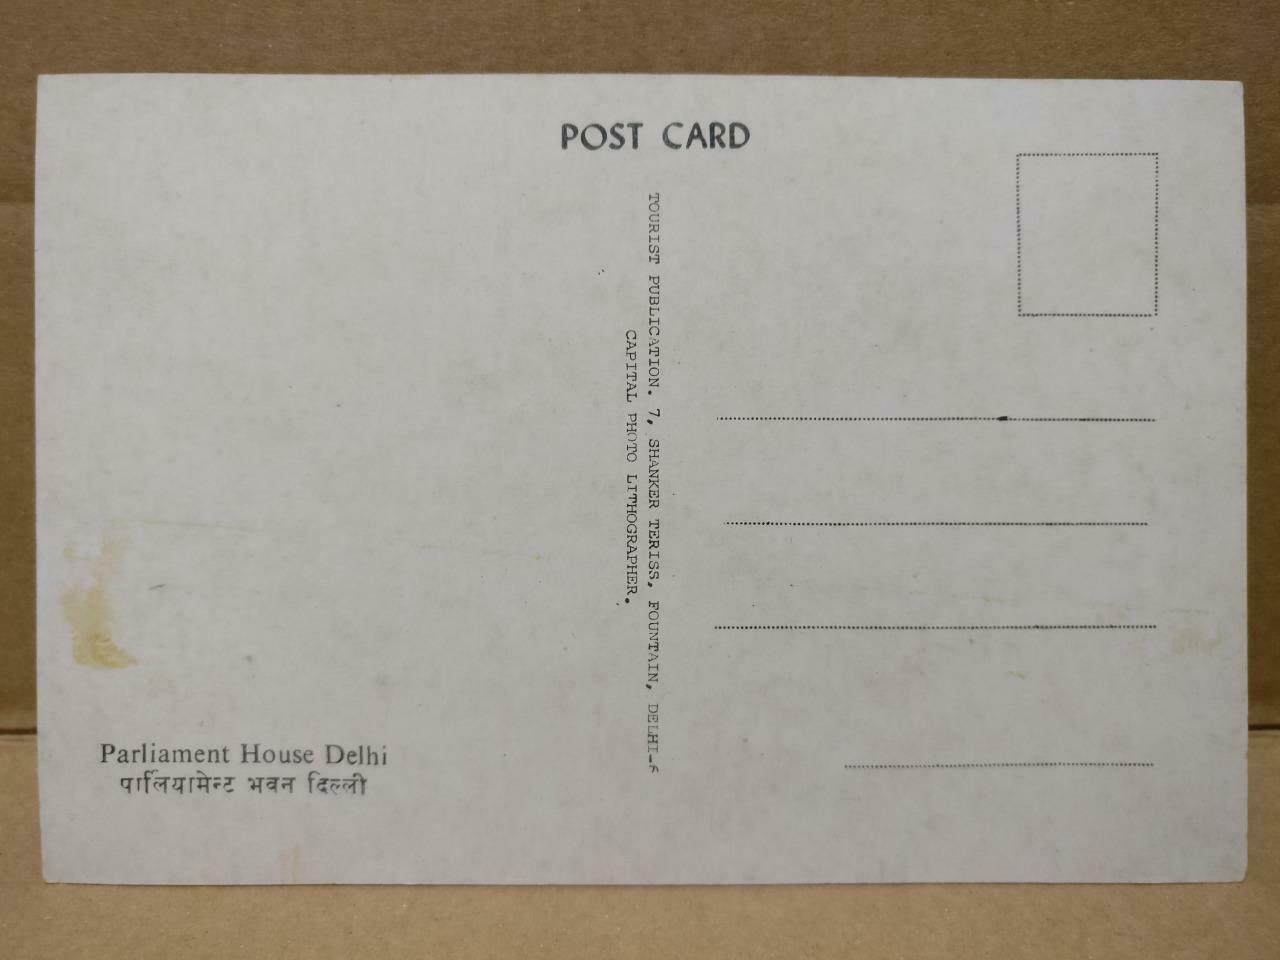 POST CARD
TOURIST PUBLICATION. 7, SHANKER TERISS, FOUNTAIN, DELHI-6
CAPITAL PHOTO LITHOGRAPHER.
Parliament House Delhi
पार्लियामेन्ट भवन दिल्ली